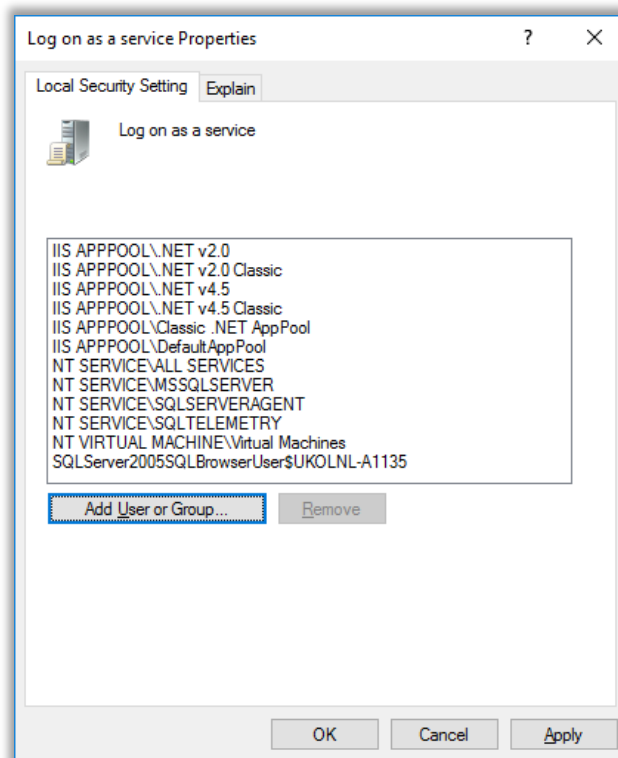 Log on as a service Properties ?
Local Security Setting
Explain
Log on as a service
IIS APPPOOL\.NET v2.0
IIS APPPOOL\.NET v2.0 Classic
IIS APPPOOL\.NET v4.5
IIS APPPOOL\.NET v4.5 Classic
IIS APPPOOL\Classic .NET AppPool
IIS APPPOOL\DefaultAppPool
NT SERVICE\ALL SERVICES
NT SERVICE\MSSQLSERVER
NT SERVICE\SQLSERVERAGENT
NT SERVICE\SQLTELEMETRY
NT VIRTUAL MACHINE\Virtual Machines
SQLServer2005SQLBrowserUser$UKOLNL-A1135
Add User or Group...
Remove
OK
Cancel
Apply